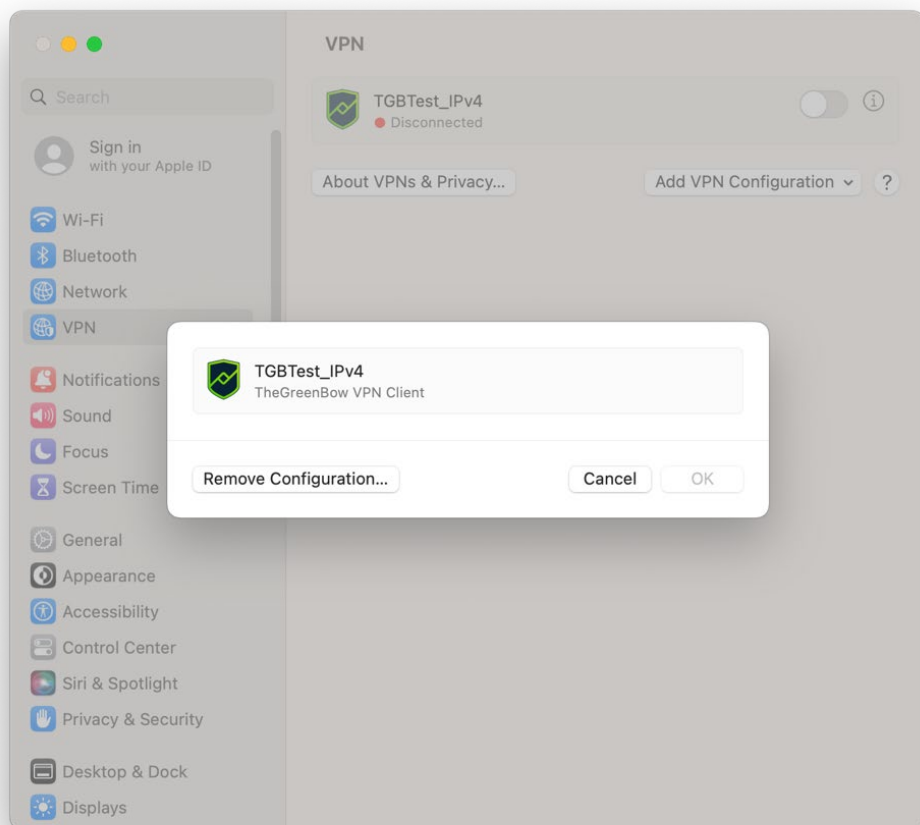 VPN
Search
TGBTest_IPv4
Disconnected
Sign in
with your Apple ID
About VPNs & Privacy...
Add VPN Configuration
?
Wi-Fi
Bluetooth
Network
VPN
Notifications
Sound
Focus
Screen Time
General
Appearance
Accessibility
Control Center
Siri & Spotlight
Privacy & Security
Desktop & Dock
Displays
TGBTest_IPv4
TheGreenBow VPN Client
Remove Configuration...
Cancel
OK